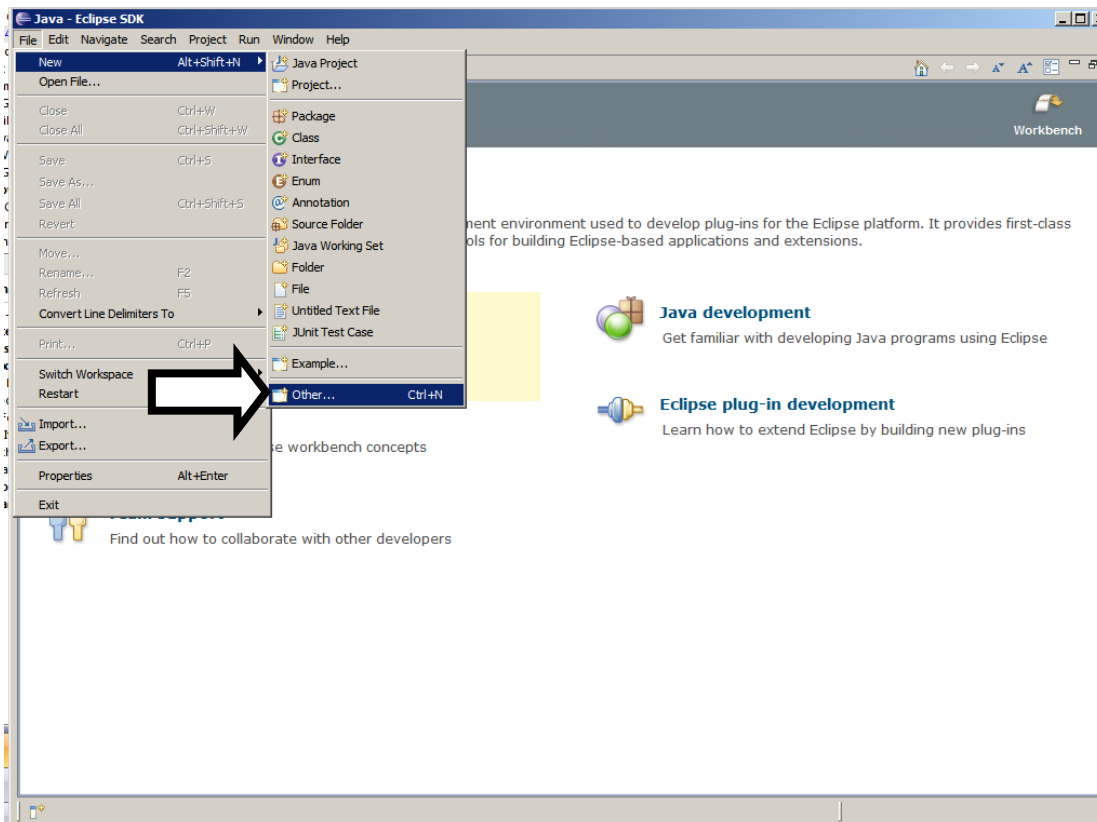 Java - Eclipse SDK
File Edit Navigate Search Project Run Window Help
New Alt+Shift+N
Open File...
Close Ctrl+W
Close All Ctrl+Shift+W
Save Ctrl+S
Save As...
Save All Ctrl+Shift+S
Revert
Move...
Rename... F2
Refresh F5
Convert Line Delimiters To
Print... Ctrl+P
Switch Workspace
Restart
Import...
Export...
Properties Alt+Enter
Exit
Java Project
Project...
Package
Class
Interface
Enum
Annotation
Source Folder
Java Working Set
Folder
File
Untitled Text File
JUnit Test Case
Example...
Other... Ctrl+N
Workbench
environment used to develop plug-ins for the Eclipse platform. It provides first-class
for building Eclipse-based applications and extensions.
Java development
Get familiar with developing Java programs using Eclipse
Eclipse plug-in development
Learn how to extend Eclipse by building new plug-ins
workbench concepts
Find out how to collaborate with other developers